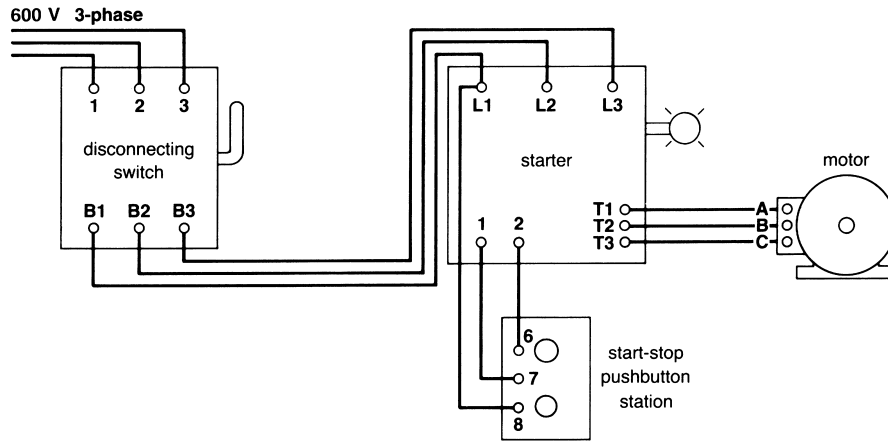 600 V 3-phase
1 2 3
disconnecting
switch
B1 B2 B3
L1 L2 L3
starter
1 2
T1
T2
T3
motor
A
B
C
6
7
8
start-stop
pushbutton
station